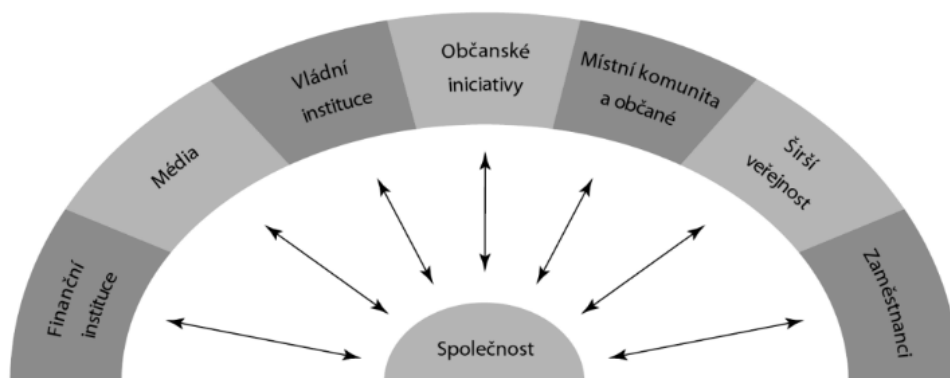 Finanční
instituce
Média
Vládní
instituce
Občanské
iniciativy
Místní komunita
a občané
Širší
veřejnost
Zaměstnanci
Společnost